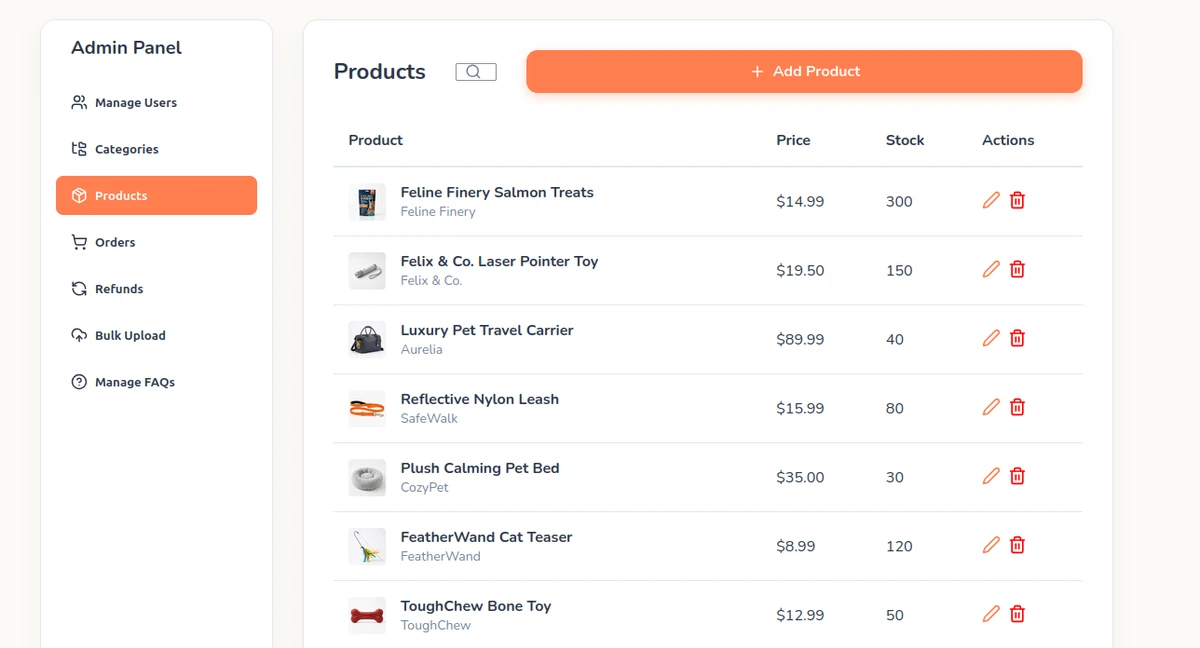 Admin Panel
Manage Users
Categories
Products
Orders
Refunds
Bulk Upload
Manage FAQs
Products
+ Add Product
Product Price Stock Actions
Feline Finery Salmon Treats
Feline Finery
$14.99 300
Felix & Co. Laser Pointer Toy
Felix & Co.
$19.50 150
Luxury Pet Travel Carrier
Aurelia
$89.99 40
Reflective Nylon Leash
SafeWalk
$15.99 80
Plush Calming Pet Bed
CozyPet
$35.00 30
FeatherWand Cat Teaser
FeatherWand
$8.99 120
ToughChew Bone Toy
ToughChew
$12.99 50